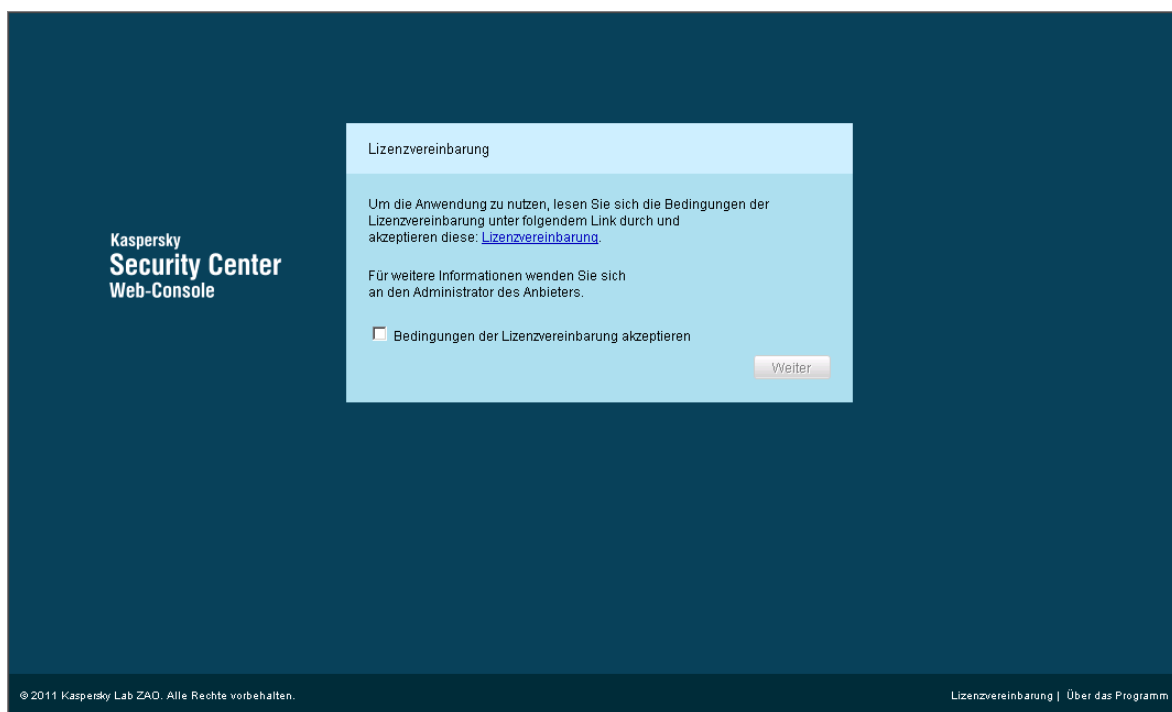 Lizenzvereinbarung
Um die Anwendung zu nutzen, lesen Sie sich die Bedingungen der
Lizenzvereinbarung unter folgendem Link durch und
akzeptieren diese: Lizenzvereinbarung.
Für weitere Informationen wenden Sie sich
an den Administrator des Anbieters.
Kaspersky
Security Center
Web-Console
Bedingungen der Lizenzvereinbarung akzeptieren
Weiter
© 2011 Kaspersky Lab ZAO. Alle Rechte vorbehalten.
Lizenzvereinbarung | Über das Programm